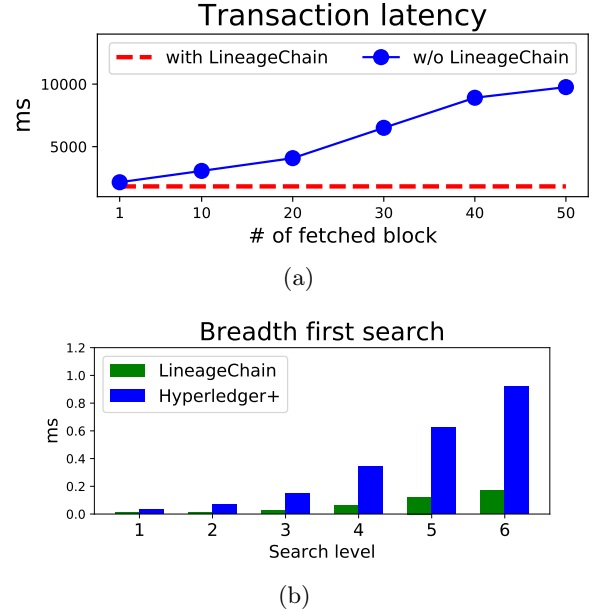 Transaction latency
with LineageChain
w/o LineageChain
10000
5000
ms
1 10 20 30 40 50
# of fetched block
(a)
Breadth first search
1.2
LineageChain
1.0
Hyperledger+
0.8
0.6
ms
0.4
0.2
0.0
1 2 3 4 5 6
Search level
(b)